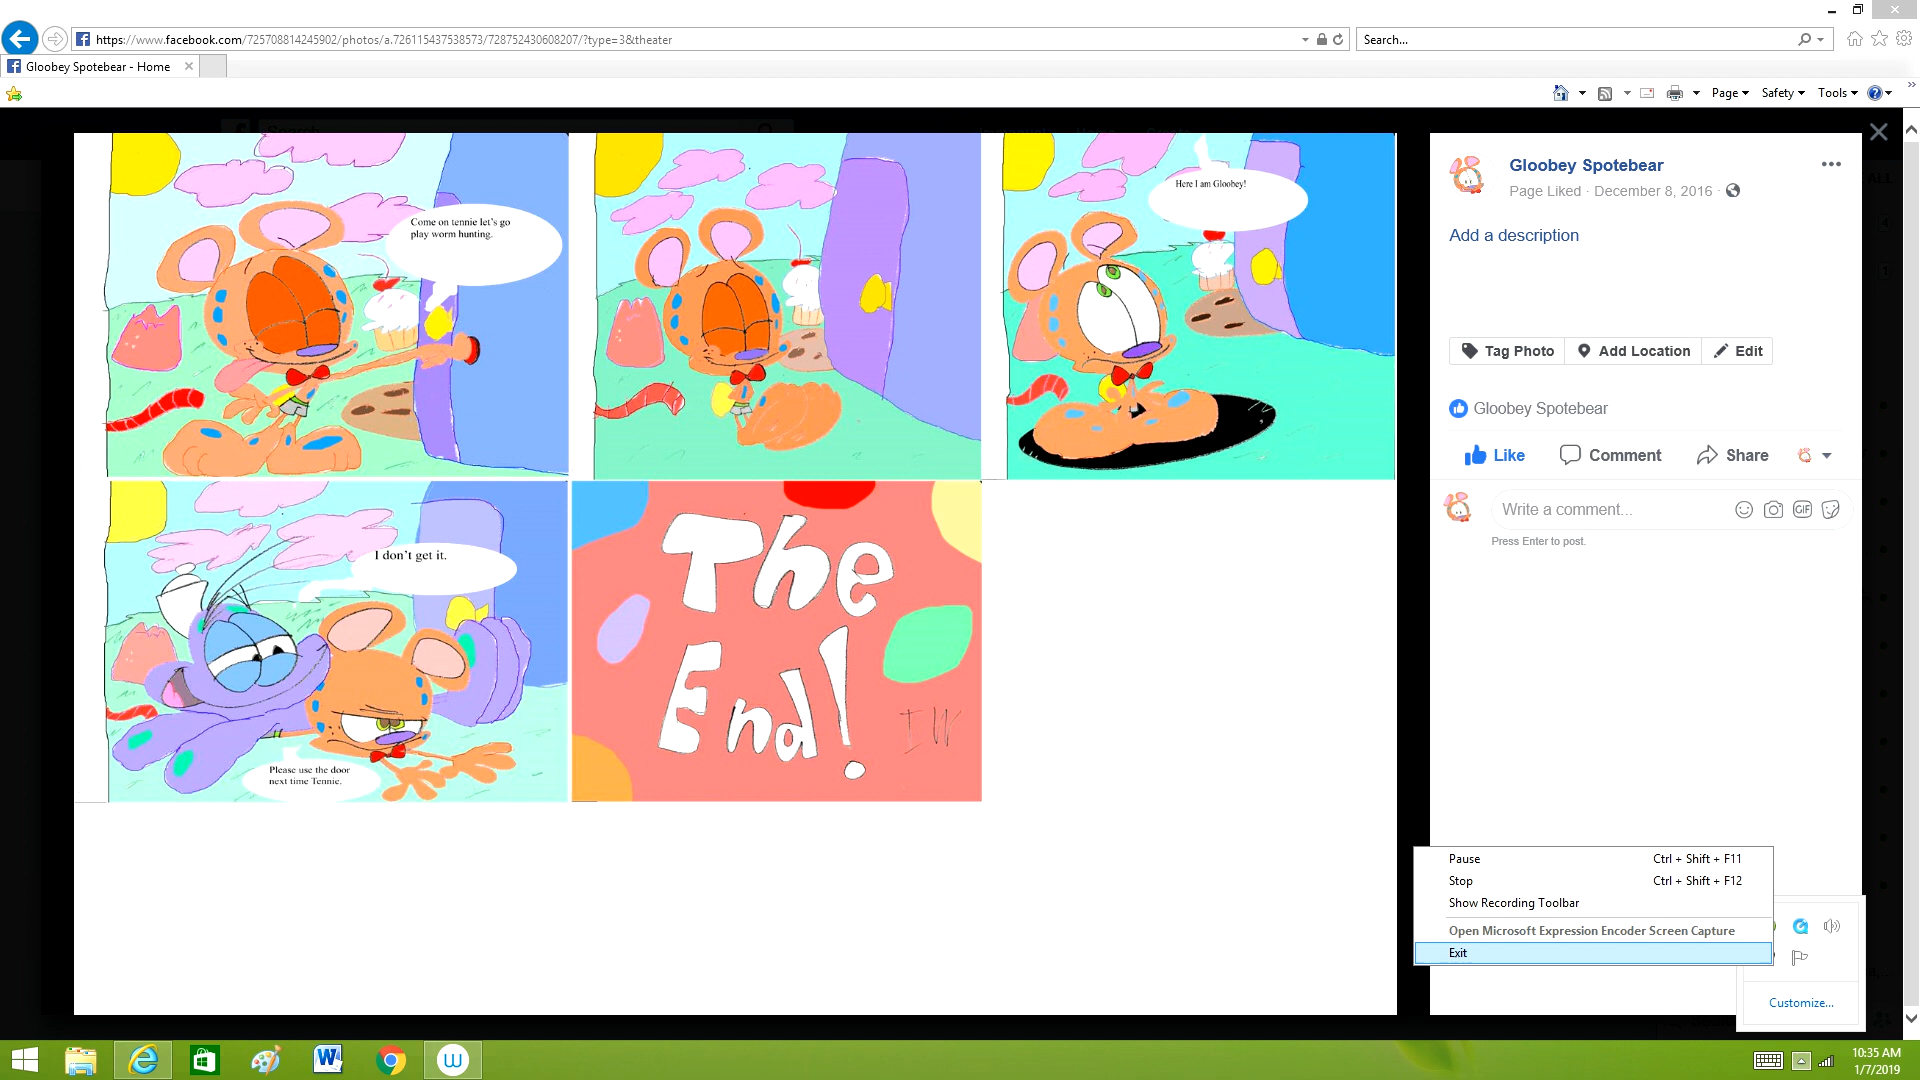 https://www.facebook.com/725708814245902/photos/a.726115437538573/728752430608207/?type=3&theater
Search...
Gloobey Spotebear - Home
Page
Safety
Tools
Come on tennie let's go
play worm hunting.
Here I am Gloobey!
I don't get it.
Please use the door
next time Tennie.
The
End!
IW
Gloobey Spotebear
Page Liked · December 8, 2016 ·
Add a description
Tag Photo
Add Location
Edit
Gloobey Spotebear
Like
Comment
Share
Write a comment...
GIF
Press Enter to post.
Pause Ctrl + Shift + F11
Stop Ctrl + Shift + F12
Show Recording Toolbar
Open Microsoft Expression Encoder Screen Capture
Exit
Customize...
10:35 AM
1/7/2019